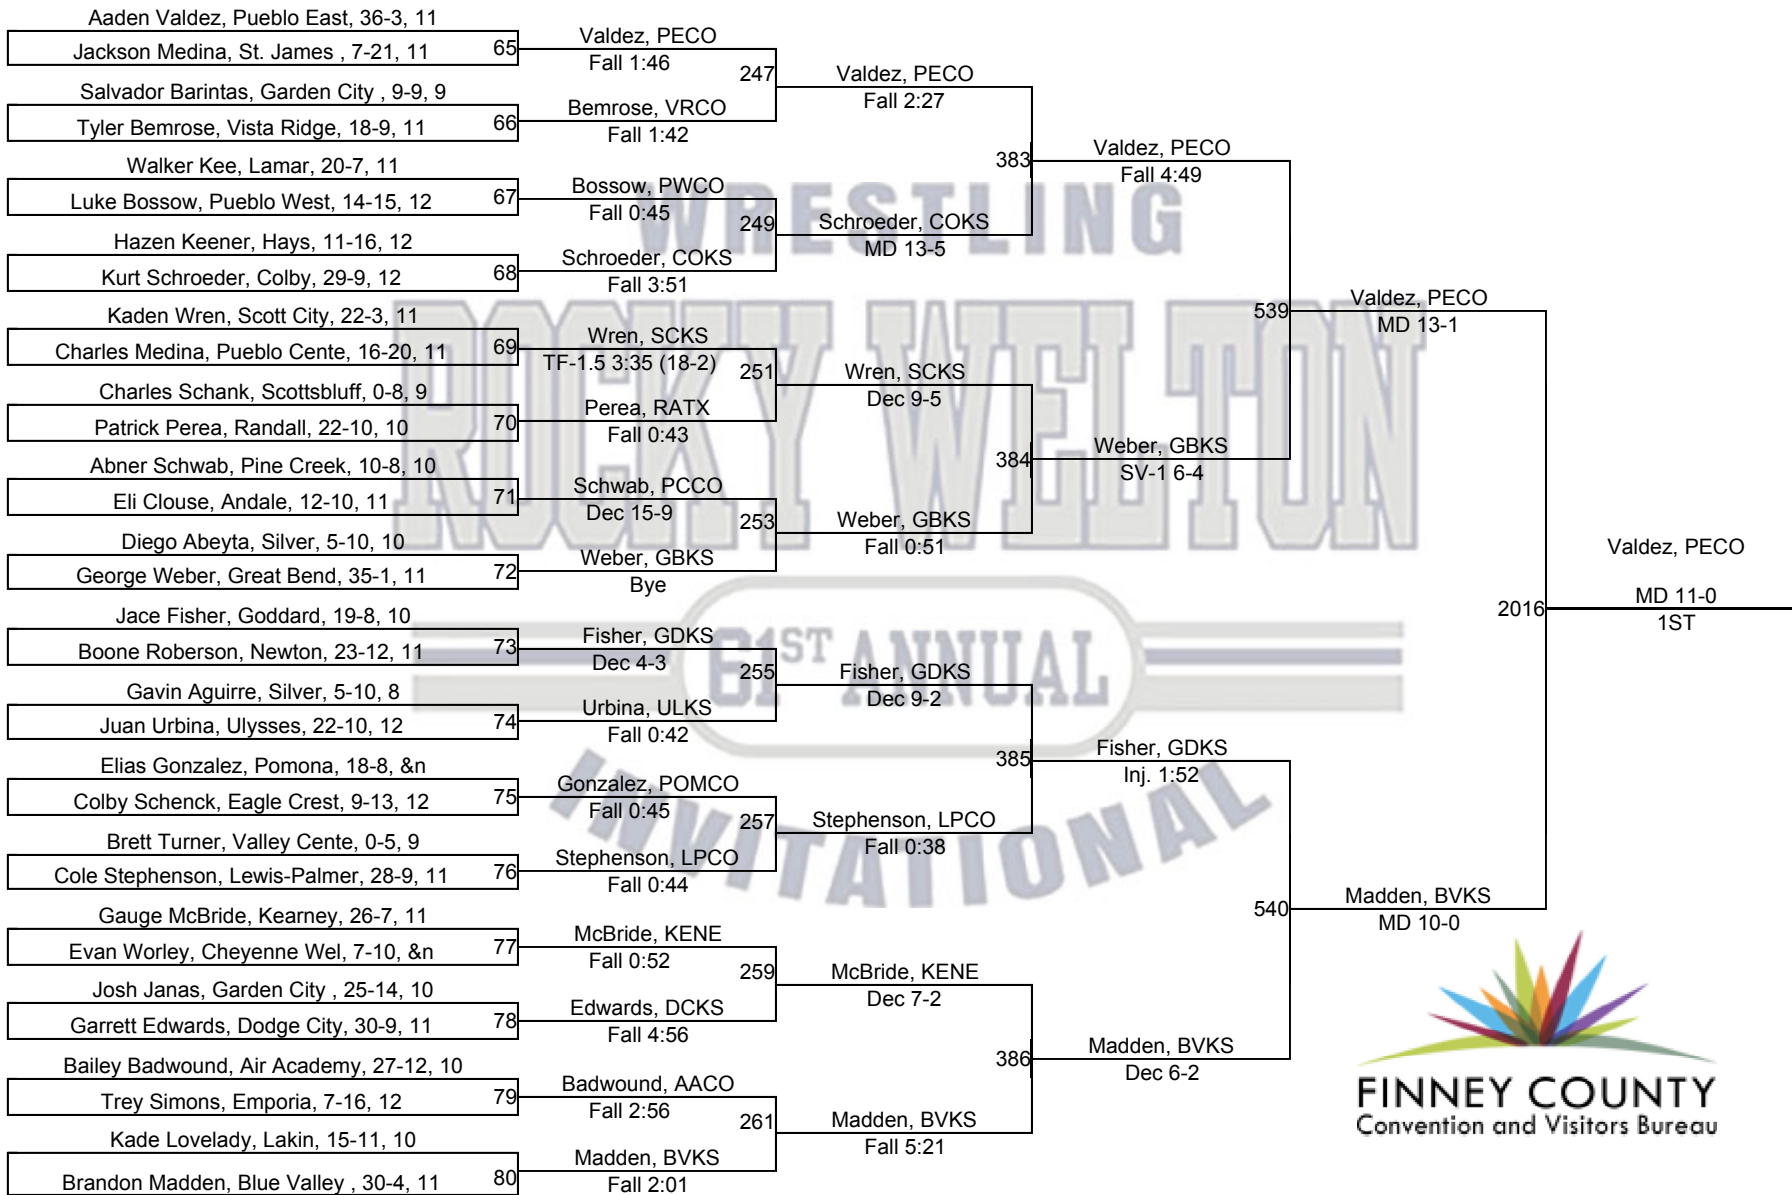 Aaden Valdez, Pueblo East, 36-3, 11
Jackson Medina, St. James , 7-21, 11
65
Salvador Barintas, Garden City , 9-9, 9
Tyler Bemrose, Vista Ridge, 18-9, 11
66
Walker Kee, Lamar, 20-7, 11
Luke Bossow, Pueblo West, 14-15, 12
67
Hazen Keener, Hays, 11-16, 12
Kurt Schroeder, Colby, 29-9, 12
68
Kaden Wren, Scott City, 22-3, 11
Charles Medina, Pueblo Cente, 16-20, 11
69
Charles Schank, Scottsbluff, 0-8, 9
Patrick Perea, Randall, 22-10, 10
70
Abner Schwab, Pine Creek, 10-8, 10
Eli Clouse, Andale, 12-10, 11
71
Diego Abeyta, Silver, 5-10, 10
George Weber, Great Bend, 35-1, 11
72
Jace Fisher, Goddard, 19-8, 10
Boone Roberson, Newton, 23-12, 11
73
Gavin Aguirre, Silver, 5-10, 8
Juan Urbina, Ulysses, 22-10, 12
74
Elias Gonzalez, Pomona, 18-8, &n
Colby Schenck, Eagle Crest, 9-13, 12
75
Brett Turner, Valley Cente, 0-5, 9
Cole Stephenson, Lewis-Palmer, 28-9, 11
76
Gauge McBride, Kearney, 26-7, 11
Evan Worley, Cheyenne Wel, 7-10, &n
77
Josh Janas, Garden City , 25-14, 10
Garrett Edwards, Dodge City, 30-9, 11
78
Bailey Badwound, Air Academy, 27-12, 10
Trey Simons, Emporia, 7-16, 12
79
Kade Lovelady, Lakin, 15-11, 10
Brandon Madden, Blue Valley , 30-4, 11
80
Valdez, PECO
Fall 1:46
247
Bemrose, VRCO
Fall 1:42
Bossow, PWCO
Fall 0:45
249
Schroeder, COKS
Fall 3:51
Wren, SCKS
TF-1.5 3:35 (18-2)
251
Perea, RATX
Fall 0:43
Schwab, PCCO
Dec 15-9
253
Weber, GBKS
Bye
Fisher, GDKS
Dec 4-3
255
Urbina, ULKS
Fall 0:42
Gonzalez, POMCO
Fall 0:45
257
Stephenson, LPCO
Fall 0:44
McBride, KENE
Fall 0:52
259
Edwards, DCKS
Fall 4:56
Badwound, AACO
Fall 2:56
261
Madden, BVKS
Fall 2:01
Valdez, PECO
Fall 2:27
383
Schroeder, COKS
MD 13-5
Wren, SCKS
Dec 9-5
384
Weber, GBKS
Fall 0:51
Fisher, GDKS
Dec 9-2
385
Stephenson, LPCO
Fall 0:38
McBride, KENE
Dec 7-2
386
Madden, BVKS
Fall 5:21
Valdez, PECO
Fall 4:49
539
Weber, GBKS
SV-1 6-4
Fisher, GDKS
Inj. 1:52
540
Madden, BVKS
Dec 6-2
Valdez, PECO
MD 13-1
2016
Madden, BVKS
MD 10-0
Valdez, PECO
MD 11-0
1ST
WRESTLING
ROCKY WELTON
61ST ANNUAL
INVITATIONAL
FINNEY COUNTY
Convention and Visitors Bureau